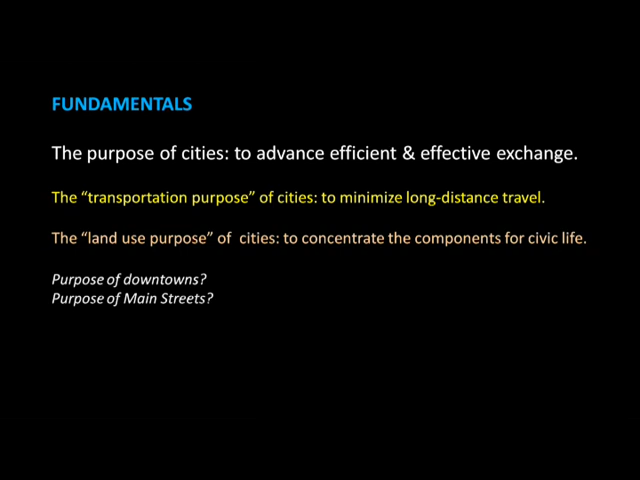 FUNDAMENTALS
The purpose of cities: to advance efficient & effective exchange.
The “transportation purpose” of cities: to minimize long-distance travel.
The “land use purpose” of  cities: to concentrate the components for civic life.
Purpose of downtowns?
Purpose of Main Streets?